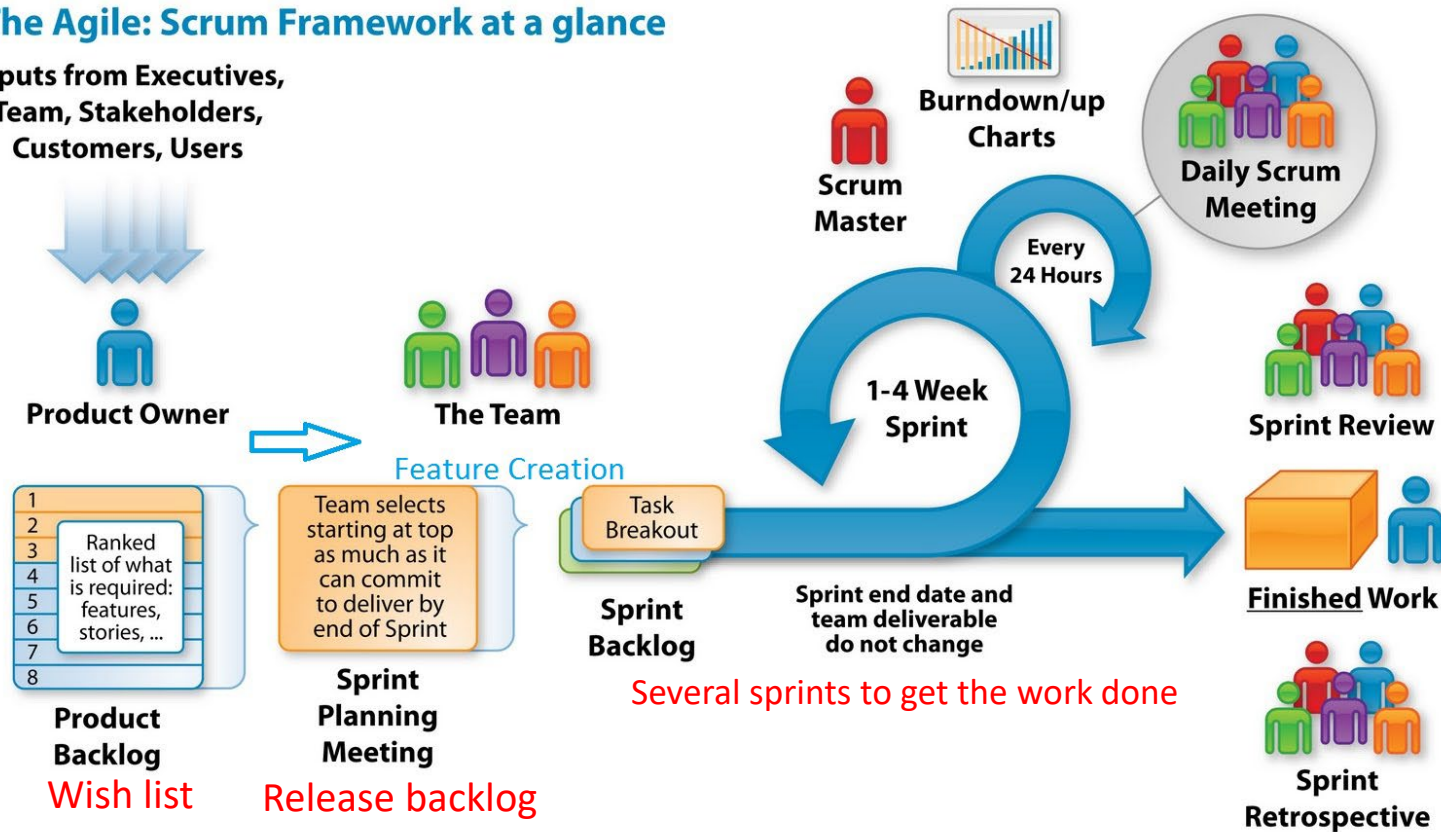 The Agile: Scrum Framework at a glance
puts from Executives,
Team, Stakeholders,
Customers, Users
Product Owner
The Team
Feature Creation
1
2
3
4
5
6
7
8
Ranked
list of what
is required:
features,
stories, ...
Product
Backlog
Wish list
Team selects
starting at top
as much as it
can commit
to deliver by
end of Sprint
Sprint
Planning
Meeting
Release backlog
Task
Breakout
Sprint
Backlog
Scrum
Master
Burndown/up
Charts
Daily Scrum
Meeting
Every
24 Hours
1-4 Week
Sprint
Sprint end date and
team deliverable
do not change
Several sprints to get the work done
Sprint Review
Finished Work
Sprint
Retrospective